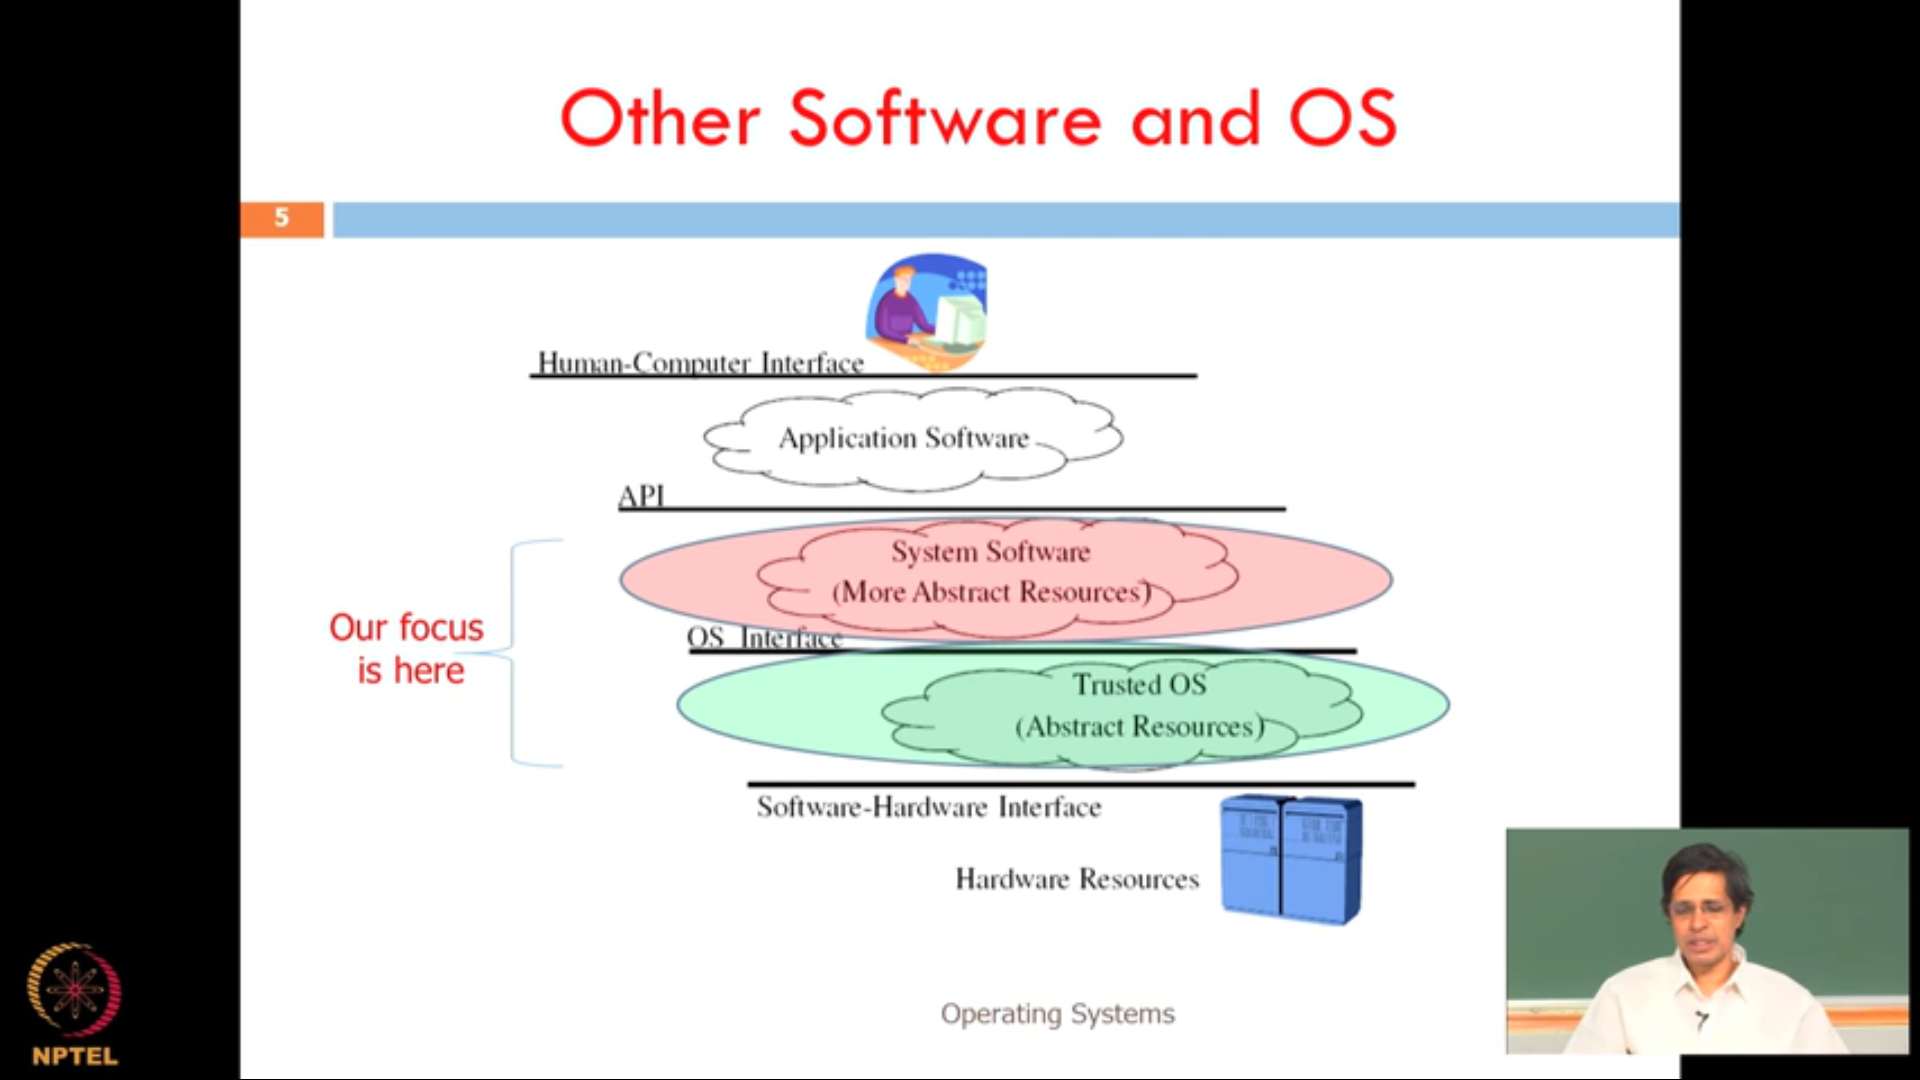 Other Software and OS
5
Human-Computer Interface
Application Software
API
System Software
(More Abstract Resources)
Our focus
is here
OS Interface
Trusted OS
(Abstract Resources)
Software-Hardware Interface
Hardware Resources
Operating Systems
NPTEL